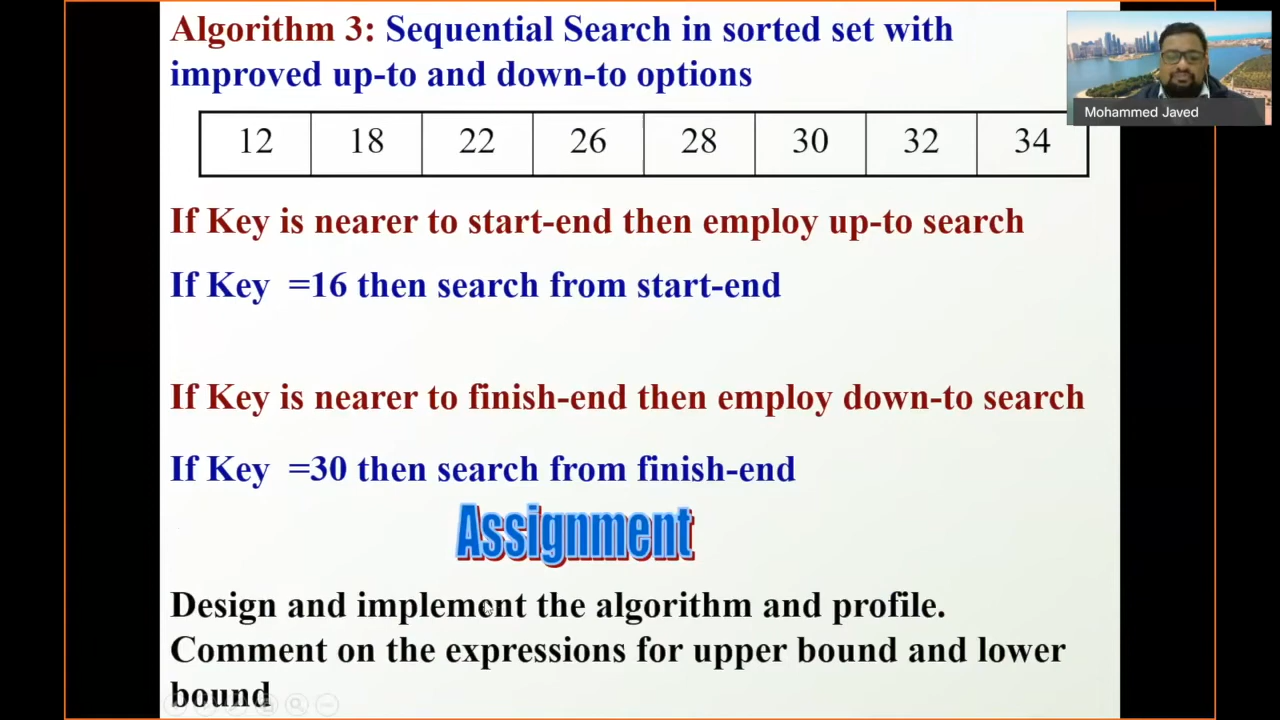 Algorithm 3: Sequential Search in sorted set with
improved up-to and down-to options
Mohammed Javed
12 18 22 26 28 30 32 34
If Key is nearer to start-end then employ up-to search
If Key =16 then search from start-end
If Key is nearer to finish-end then employ down-to search
If Key =30 then search from finish-end
Assignment
Design and implement the algorithm and profile.
Comment on the expressions for upper bound and lower
bound